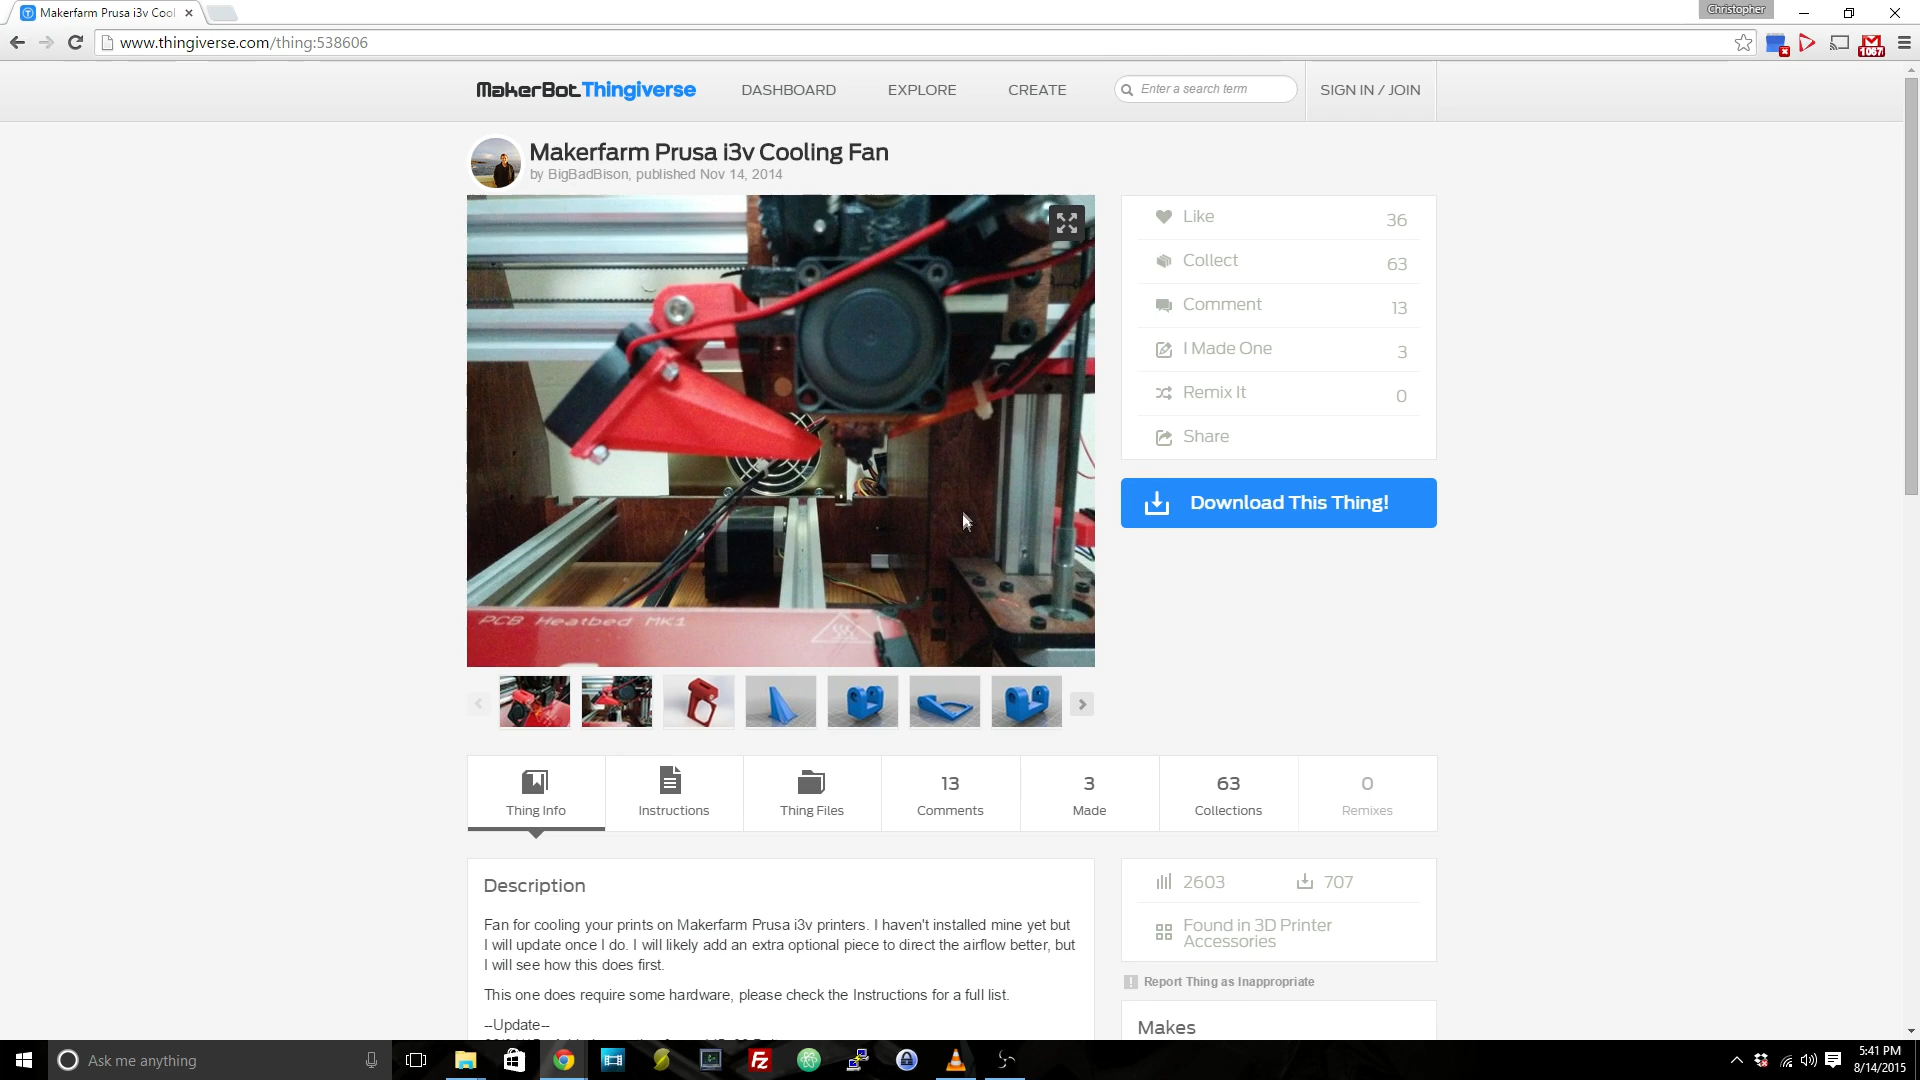 Makerfarm Prusa i3v Cool
Christopher
www.thingiverse.com/thing:538606
1067
MakerBot Thingiverse
DASHBOARD
EXPLORE
CREATE
Enter a search term
SIGN IN / JOIN
Makerfarm Prusa i3v Cooling Fan
by BigBadBison, published Nov 14, 2014
Like
36
Collect
63
Comment
13
I Made One
3
Remix It
0
Share
Download This Thing!
PCB Heatbed MK1
Thing Info
Instructions
Thing Files
13
Comments
3
Made
63
Collections
0
Remixes
Description
Fan for cooling your prints on Makerfarm Prusa i3v printers. I haven't installed mine yet but
I will update once I do. I will likely add an extra optional piece to direct the airflow better, but
I will see how this does first.
This one does require some hardware, please check the Instructions for a full list.
--Update--
2603
707
Found in 3D Printer
Accessories
Report Thing as Inappropriate
Makes
Ask me anything
5:41 PM
8/14/2015